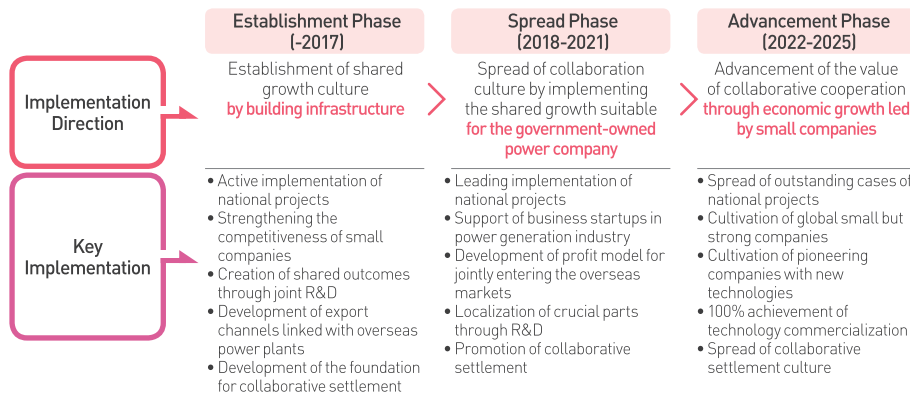 Establishment Phase
(-2017)
Spread Phase
(2018-2021)
Advancement Phase
(2022-2025)
Implementation
Direction
Establishment of shared
growth culture
by building infrastructure
Spread of collaboration
culture by implementing
the shared growth suitable
for the government-owned
power company
Advancement of the value
of collaborative cooperation
through economic growth led
by small companies
Key
Implementation
• Active implementation of
national projects
• Strengthening the
competitiveness of small
companies
• Creation of shared outcomes
through joint R&D
• Development of export
channels linked with overseas
power plants
• Development of the foundation
for collaborative settlement
• Leading implementation of
national projects
• Support of business startups in
power generation industry
• Development of profit model for
jointly entering the overseas
markets
• Localization of crucial parts
through R&D
• Promotion of collaborative
settlement
• Spread of outstanding cases of
national projects
• Cultivation of global small but
strong companies
• Cultivation of pioneering
companies with new
technologies
• 100% achievement of
technology commercialization
• Spread of collaborative
settlement culture